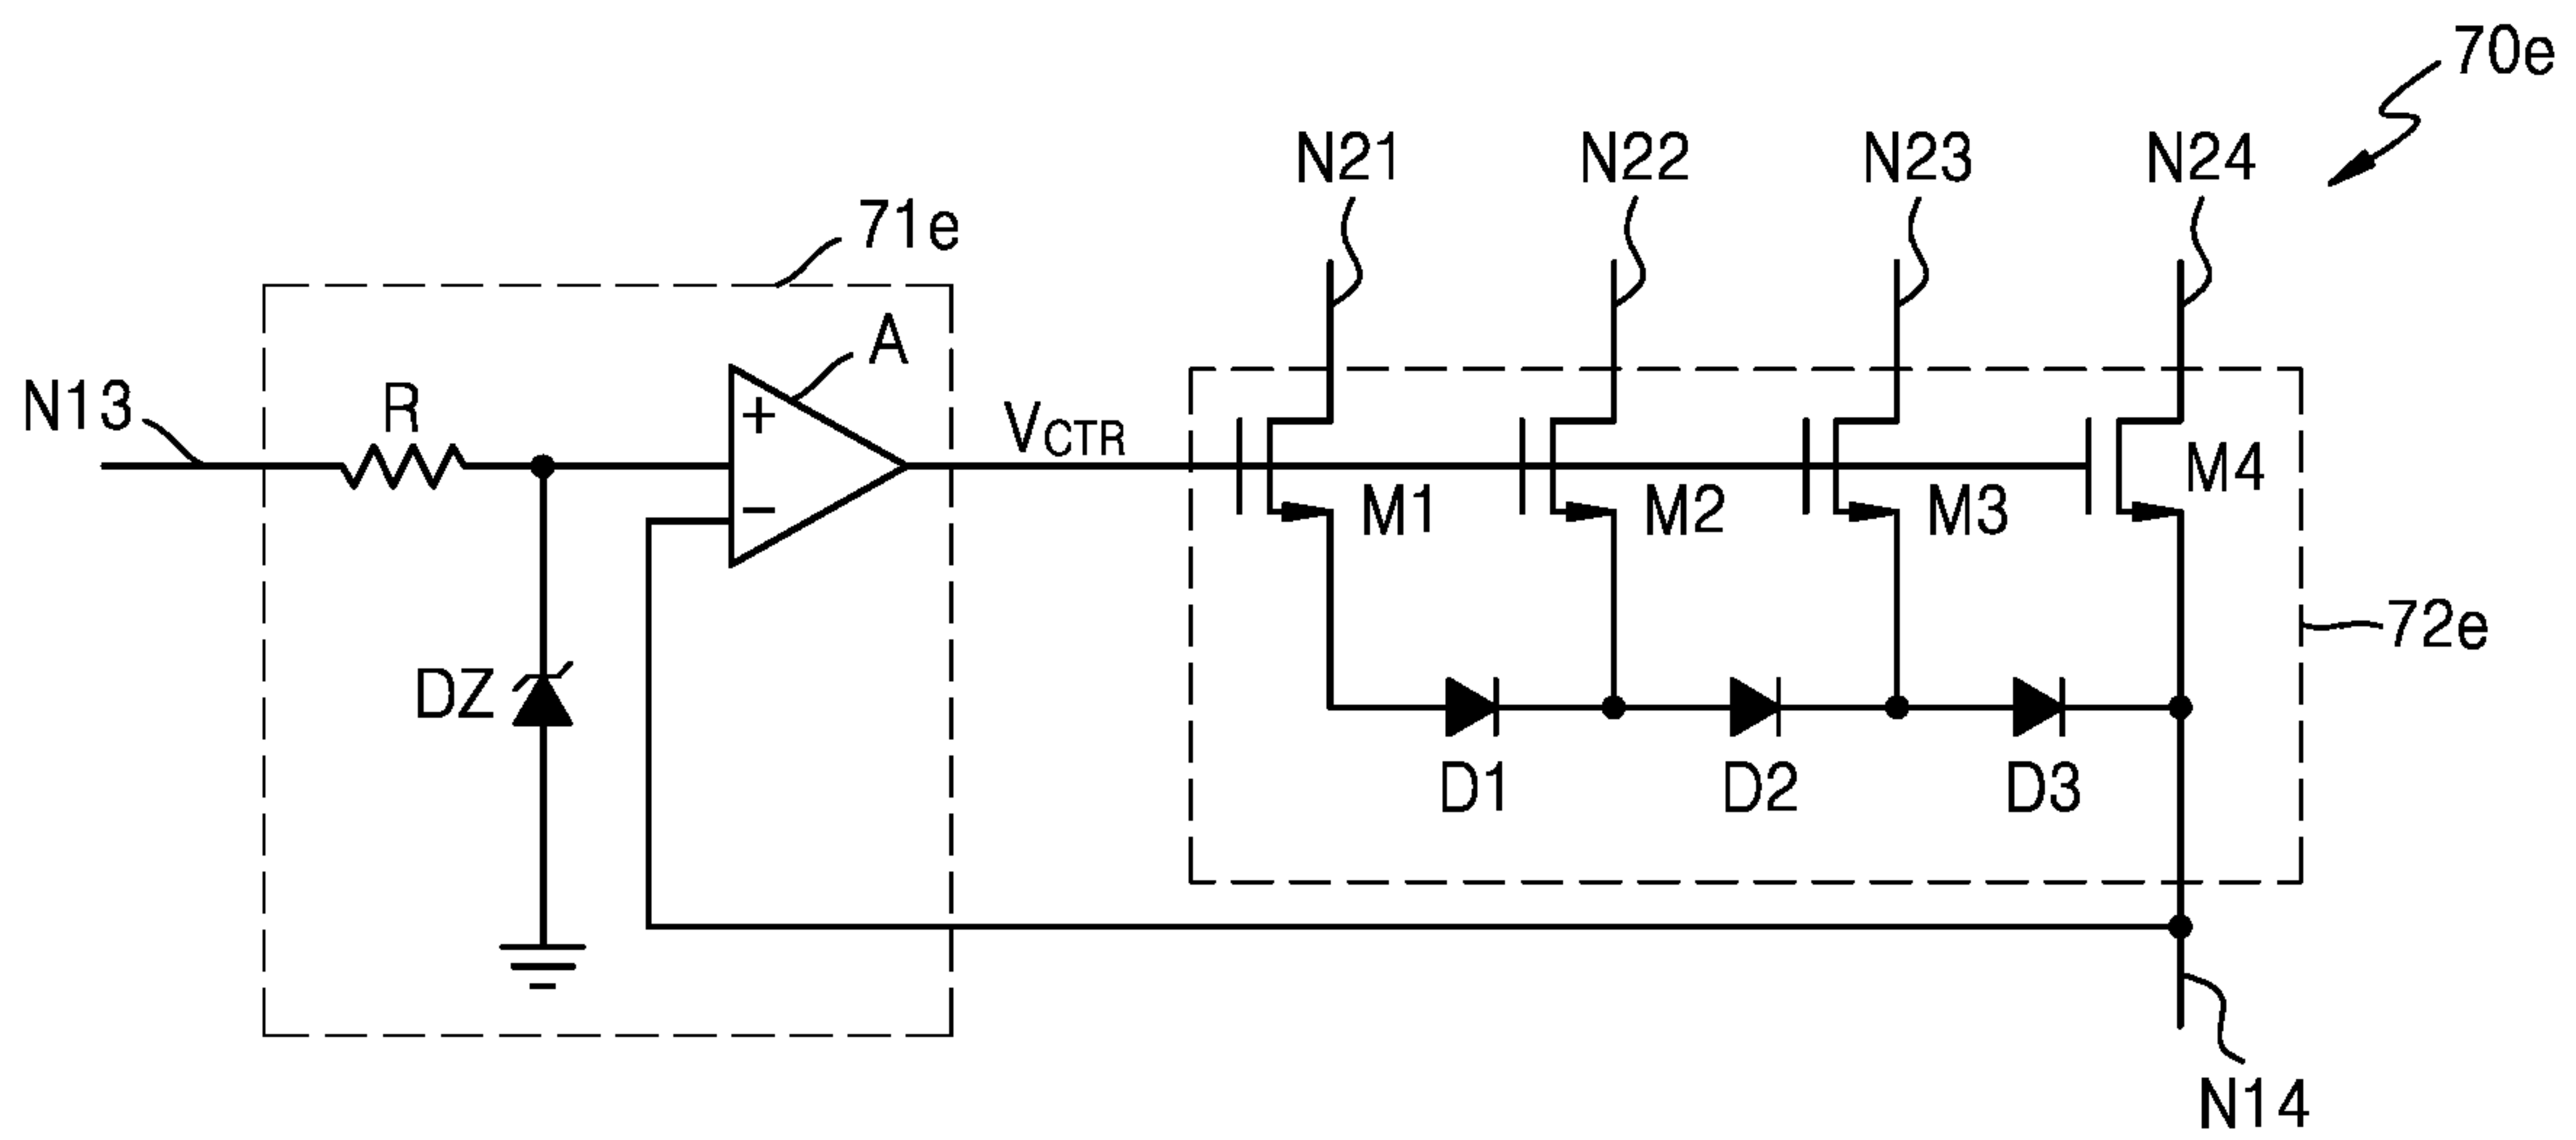 70e
N21 N22 N23 N24
71e
A
N13 R + VCTR
− M1 M2 M3 M4
72e
DZ
D1 D2 D3
N14